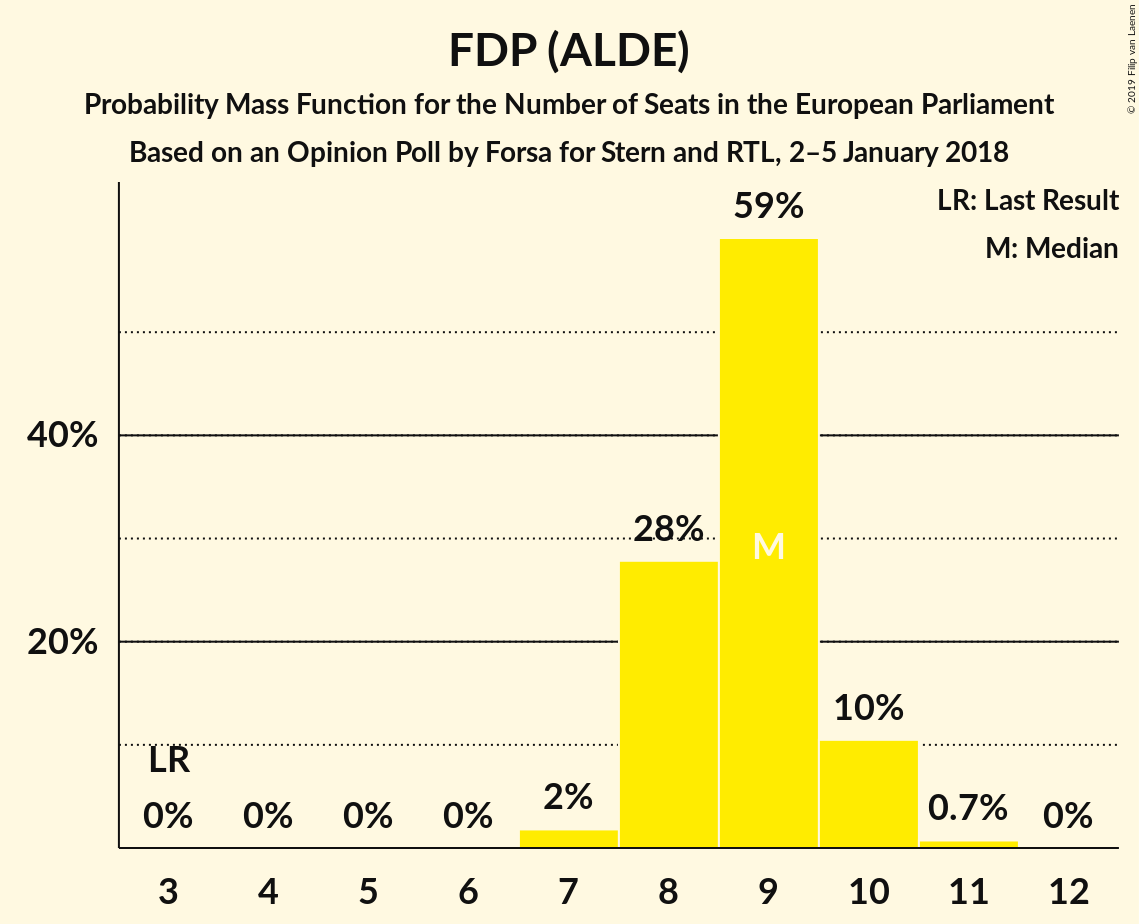 FDP (ALDE)
Probability Mass Function for the Number of Seats in the European Parliament
Based on an Opinion Poll by Forsa for Stern and RTL, 2–5 January 2018
© 2019 Filip van Laenen
LR: Last Result
M: Median
59%
40%
28%
M
20%
10%
LR
0%
0%
0%
0%
2%
0.7%
0%
3
4
5
6
7
8
9
10
11
12